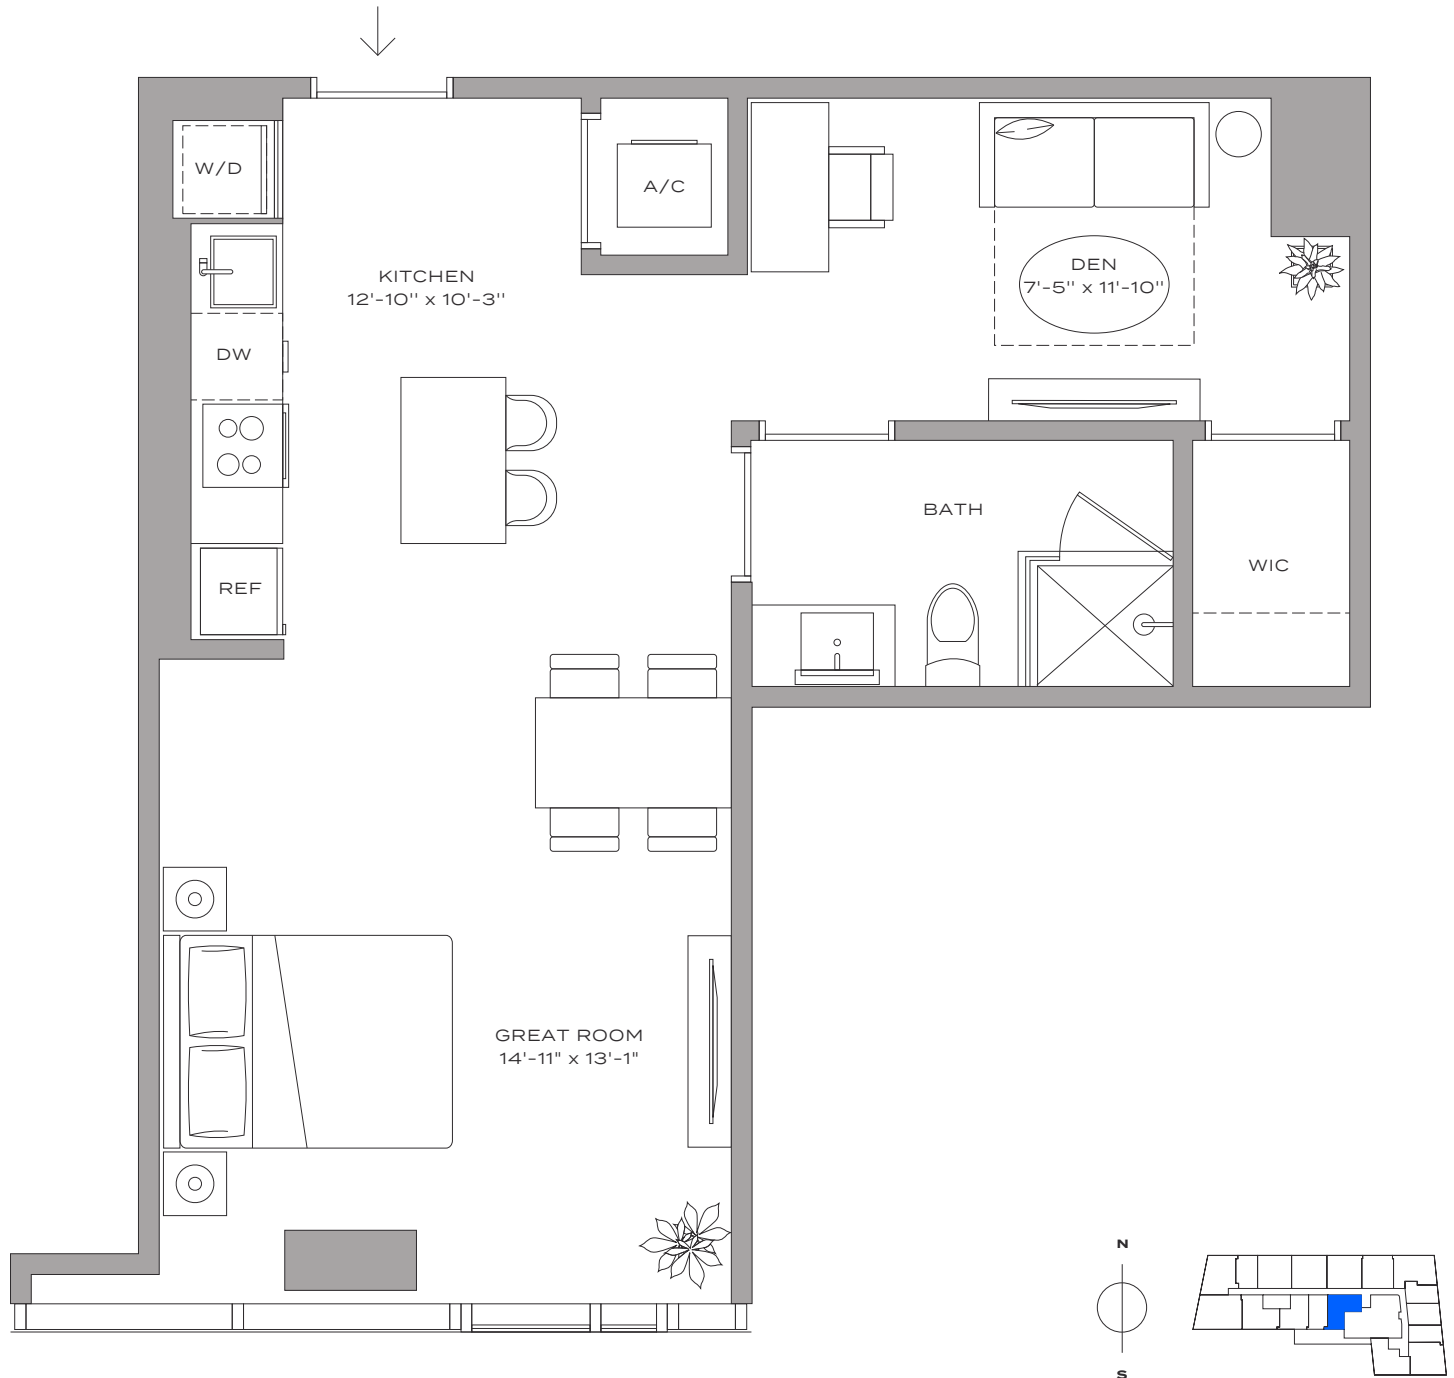 W/D
A/C
KITCHEN
12'-10" x 10'-3"
DEN
7'-5" x 11'-10"
DW
BATH
WIC
REF
GREAT ROOM
14'-11" x 13'-1"
N
S